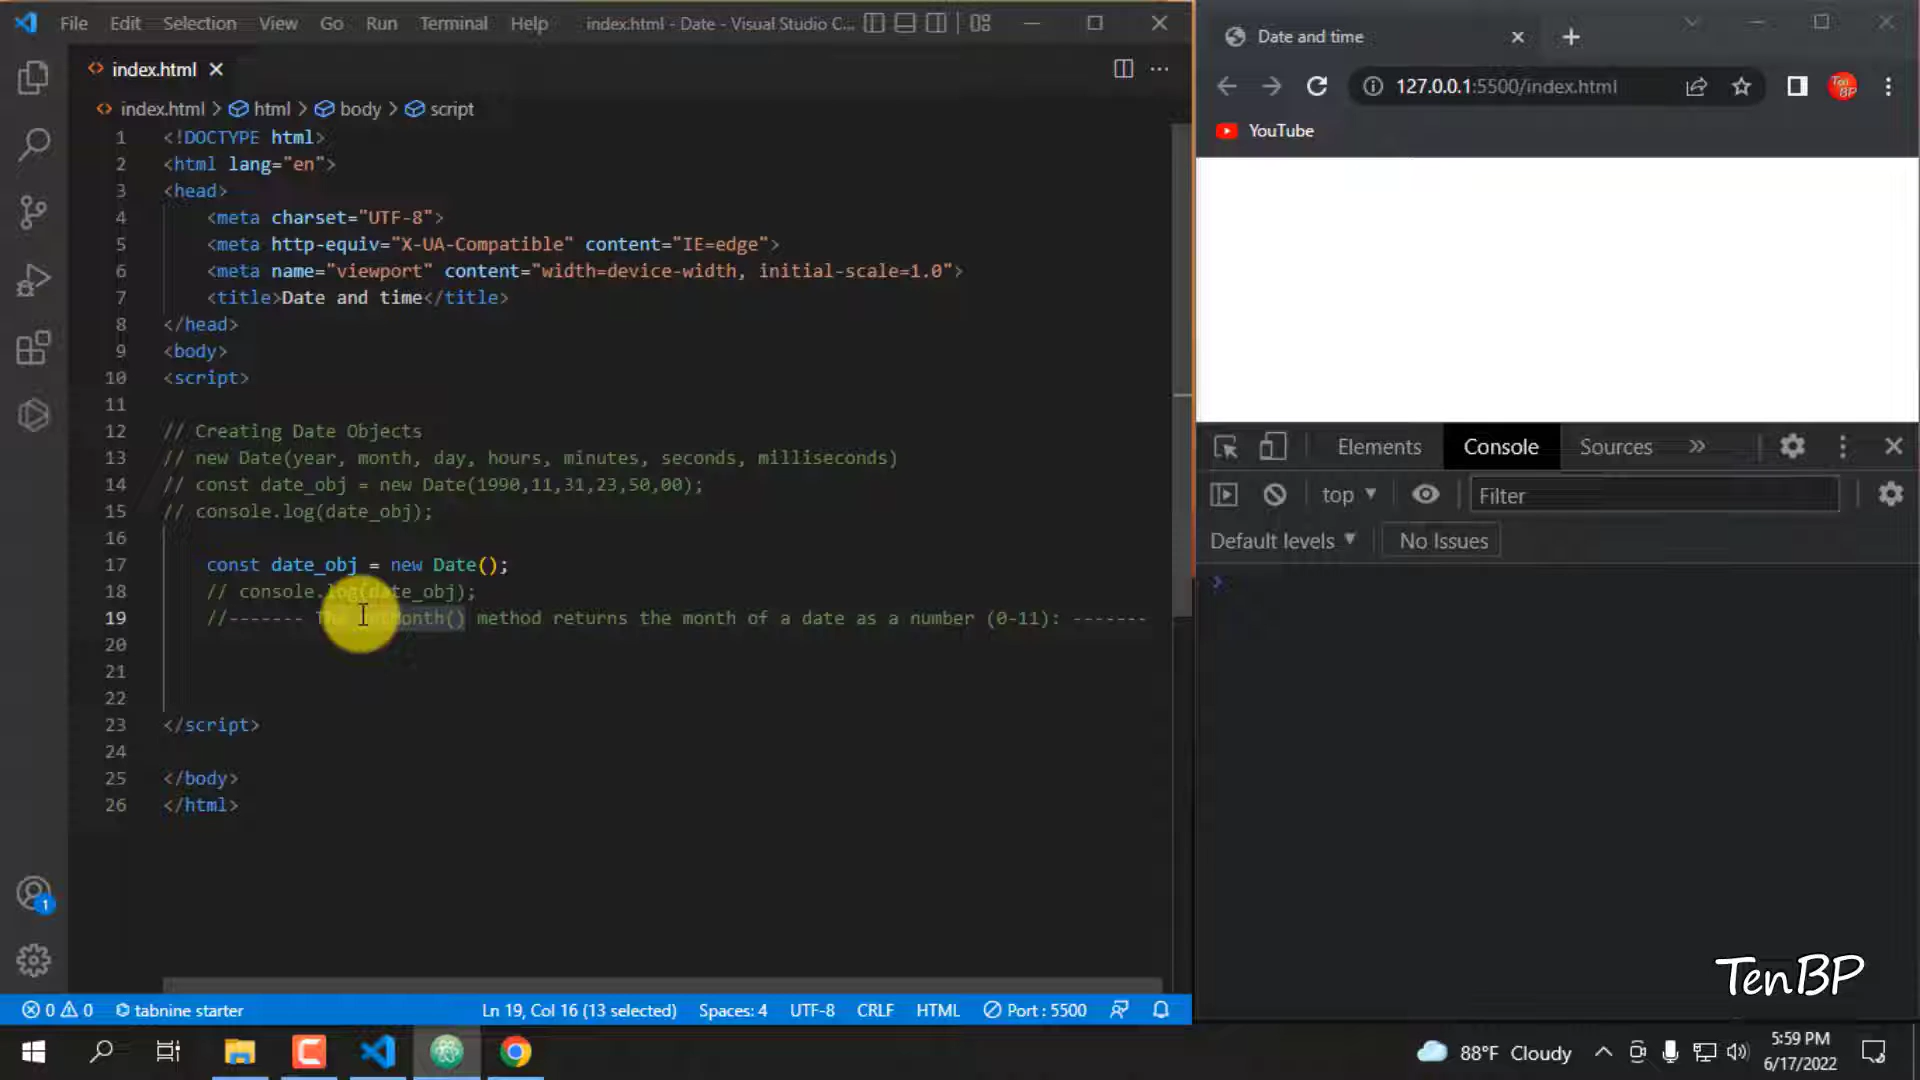 File Edit Selection View Go Run Terminal Help index.html - Date - Visual Studio C...
index.html
index.html > html > body > script
1 <!DOCTYPE html>
2 <html lang="en">
3 <head>
4 <meta charset="UTF-8">
5 <meta http-equiv="X-UA-Compatible" content="IE=edge">
6 <meta name="viewport" content="width=device-width, initial-scale=1.0">
7 <title>Date and time</title>
8 </head>
9 <body>
10 <script>
11
12 // Creating Date Objects
13 // new Date(year, month, day, hours, minutes, seconds, milliseconds)
14 // const date_obj = new Date(1990,11,31,23,50,00);
15 // console.log(date_obj);
16
17 const date_obj = new Date();
18 // console.log(date_obj);
19 //------- The getMonth() method returns the month of a date as a number (0-11): -------
20
21
22
23 </script>
24
25 </body>
26 </html>
1
0 0 tabnine starter Ln 19, Col 16 (13 selected) Spaces: 4 UTF-8 CRLF HTML Port : 5500
Date and time
127.0.0.1:5500/index.html
Ten
BP
YouTube
Elements Console Sources »
top Filter
Default levels No Issues
TenBP
88°F Cloudy
5:59 PM
6/17/2022